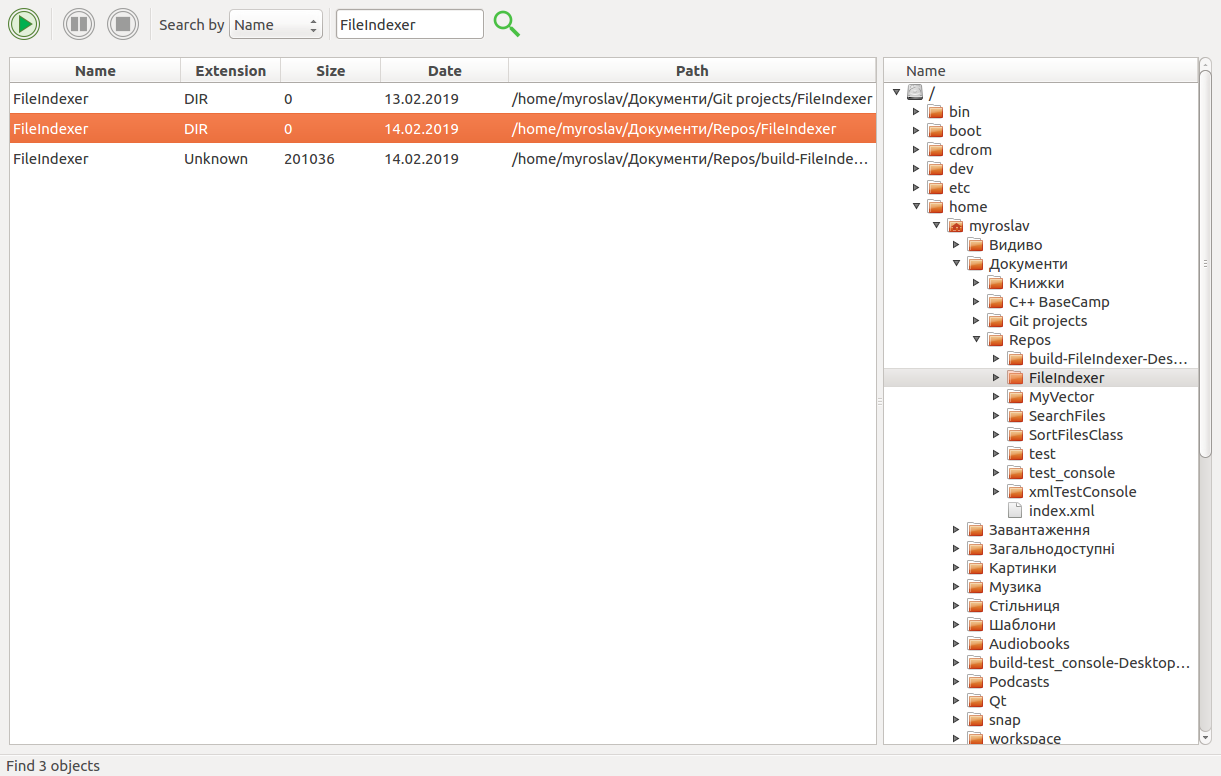 Search by Name FileIndexer
Name Extension Size Date Path
FileIndexer DIR 0 13.02.2019 /home/myroslav/Документи/Git projects/FileIndexer
FileIndexer DIR 0 14.02.2019 /home/myroslav/Документи/Repos/FileIndexer
FileIndexer Unknown 201036 14.02.2019 /home/myroslav/Документи/Repos/build-FileInde...
Name
/
bin
boot
cdrom
dev
etc
home
myroslav
Видиво
Документи
Книжки
C++ BaseCamp
Git projects
Repos
build-FileIndexer-Des...
FileIndexer
MyVector
SearchFiles
SortFilesClass
test
test_console
xmlTestConsole
index.xml
Завантаження
Загальнодоступні
Картинки
Музика
Стільниця
Шаблони
Audiobooks
build-test_console-Desktop...
Podcasts
Qt
snap
workspace
Find 3 objects